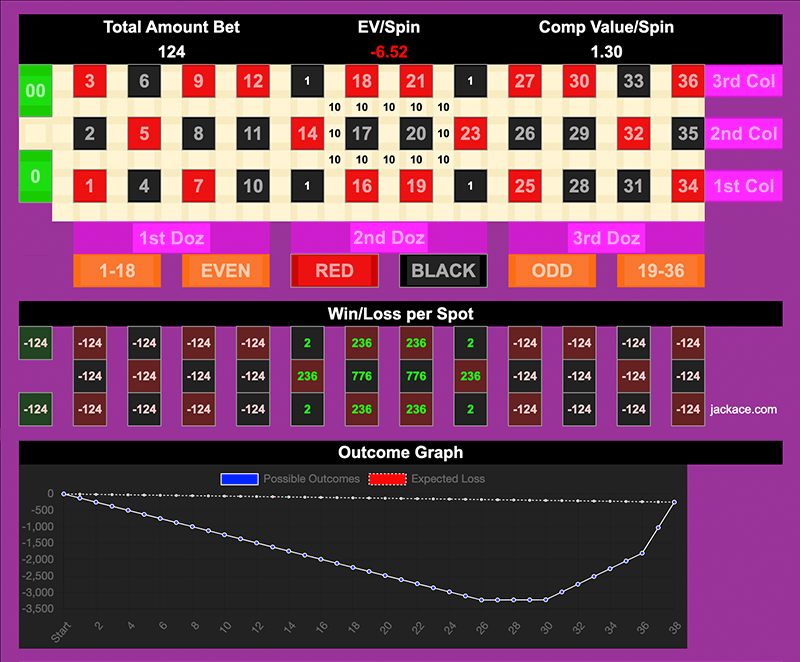 Total Amount Bet EV/Spin Comp Value/Spin
124 -6.52 1.30
00 3 6 9 12 1 18 21 1 27 30 33 36 3rd Col
10 10 10 10 10
2 5 8 11 14 10 17 20 10 23 26 29 32 35 2nd Col
10 10 10 10 10
0 1 4 7 10 1 16 19 1 25 28 31 34 1st Col
1st Doz 2nd Doz 3rd Doz
1-18 EVEN RED BLACK ODD 19-36
Win/Loss per Spot
-124 -124 -124 -124 -124 2 236 236 2 -124 -124 -124 -124
-124 -124 -124 -124 236 776 776 236 -124 -124 -124 -124
-124 -124 -124 -124 -124 2 236 236 2 -124 -124 -124 -124 jackace.com
Outcome Graph
Possible Outcomes Expected Loss
0
-500
-1,000
-1,500
-2,000
-2,500
-3,000
-3,500
Start 2 4 6 8 10 12 14 16 18 20 22 24 26 28 30 32 34 36 38